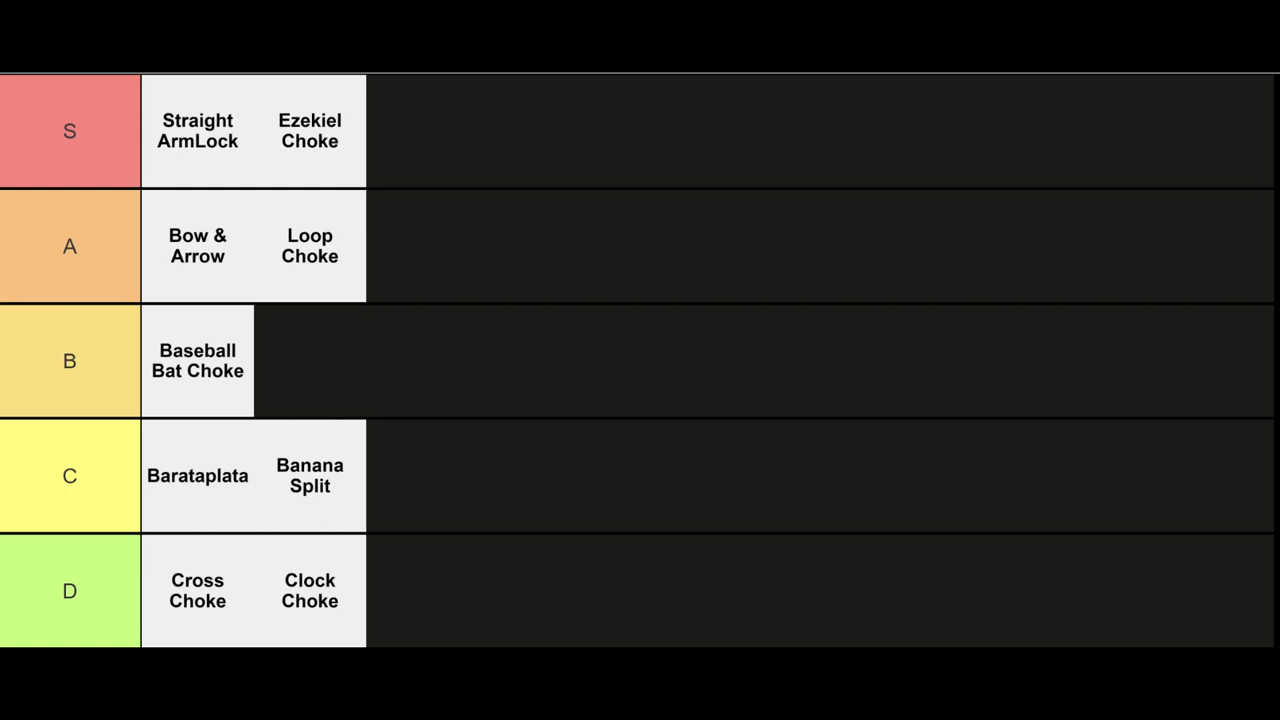 S
Straight
ArmLock
Ezekiel
Choke
A
Bow &
Arrow
Loop
Choke
B
Baseball
Bat Choke
C
Barataplata
Banana
Split
D
Cross
Choke
Clock
Choke